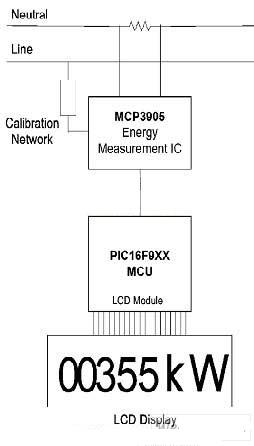 Neutral
Line
Calibration
Network
MCP3905
Energy
Measurement IC
PIC16F9XX
MCU
LCD Module
00355 kW
LCD Display